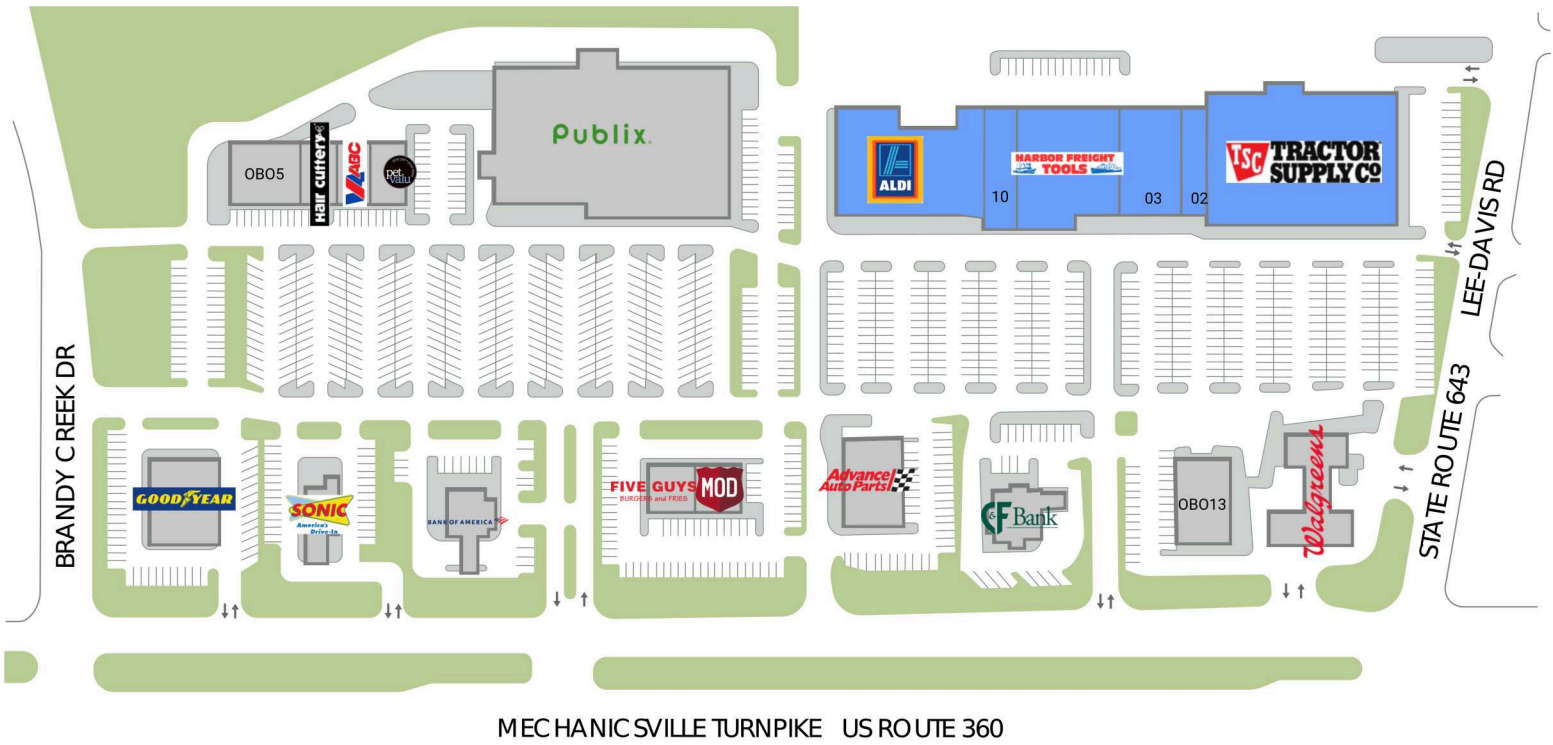 Publix.
OBO5
Hair cuttery
VAABC
pet
valu
ALDI
10
HARBOR FREIGHT
TOOLS
03
02
TSC TRACTOR
SUPPLY CO
LEE-DAVIS RD
STATE ROUTE 643
BRANDY CREEK DR
GOODYEAR
SONIC
America's
Drive-In
BANK OF AMERICA
FIVE GUYS
BURGERS and FRIES
MOD
Advance
Auto Parts
C&F Bank
OBO13
Walgreens
MECHANICSVILLE TURNPIKE US ROUTE 360